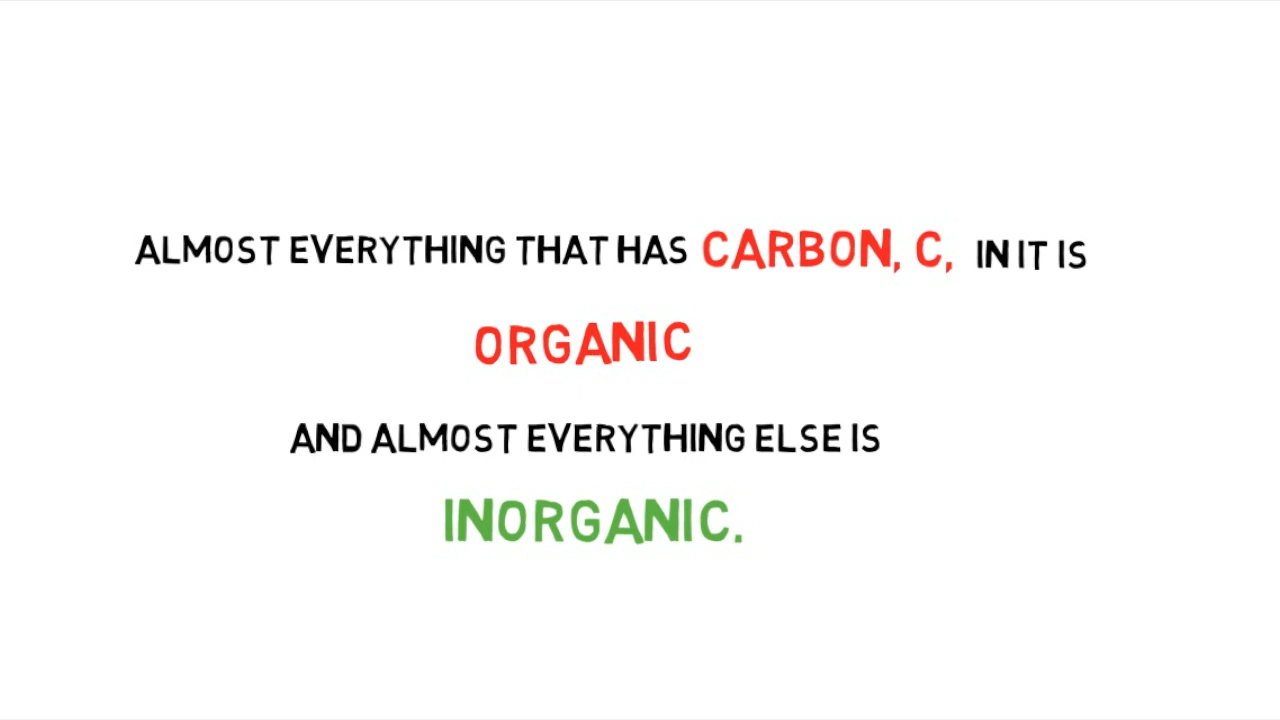 ALMOST EVERYTHING THAT HAS CARBON, C, IN IT IS
ORGANIC
AND ALMOST EVERYTHING ELSE IS
INORGANIC.